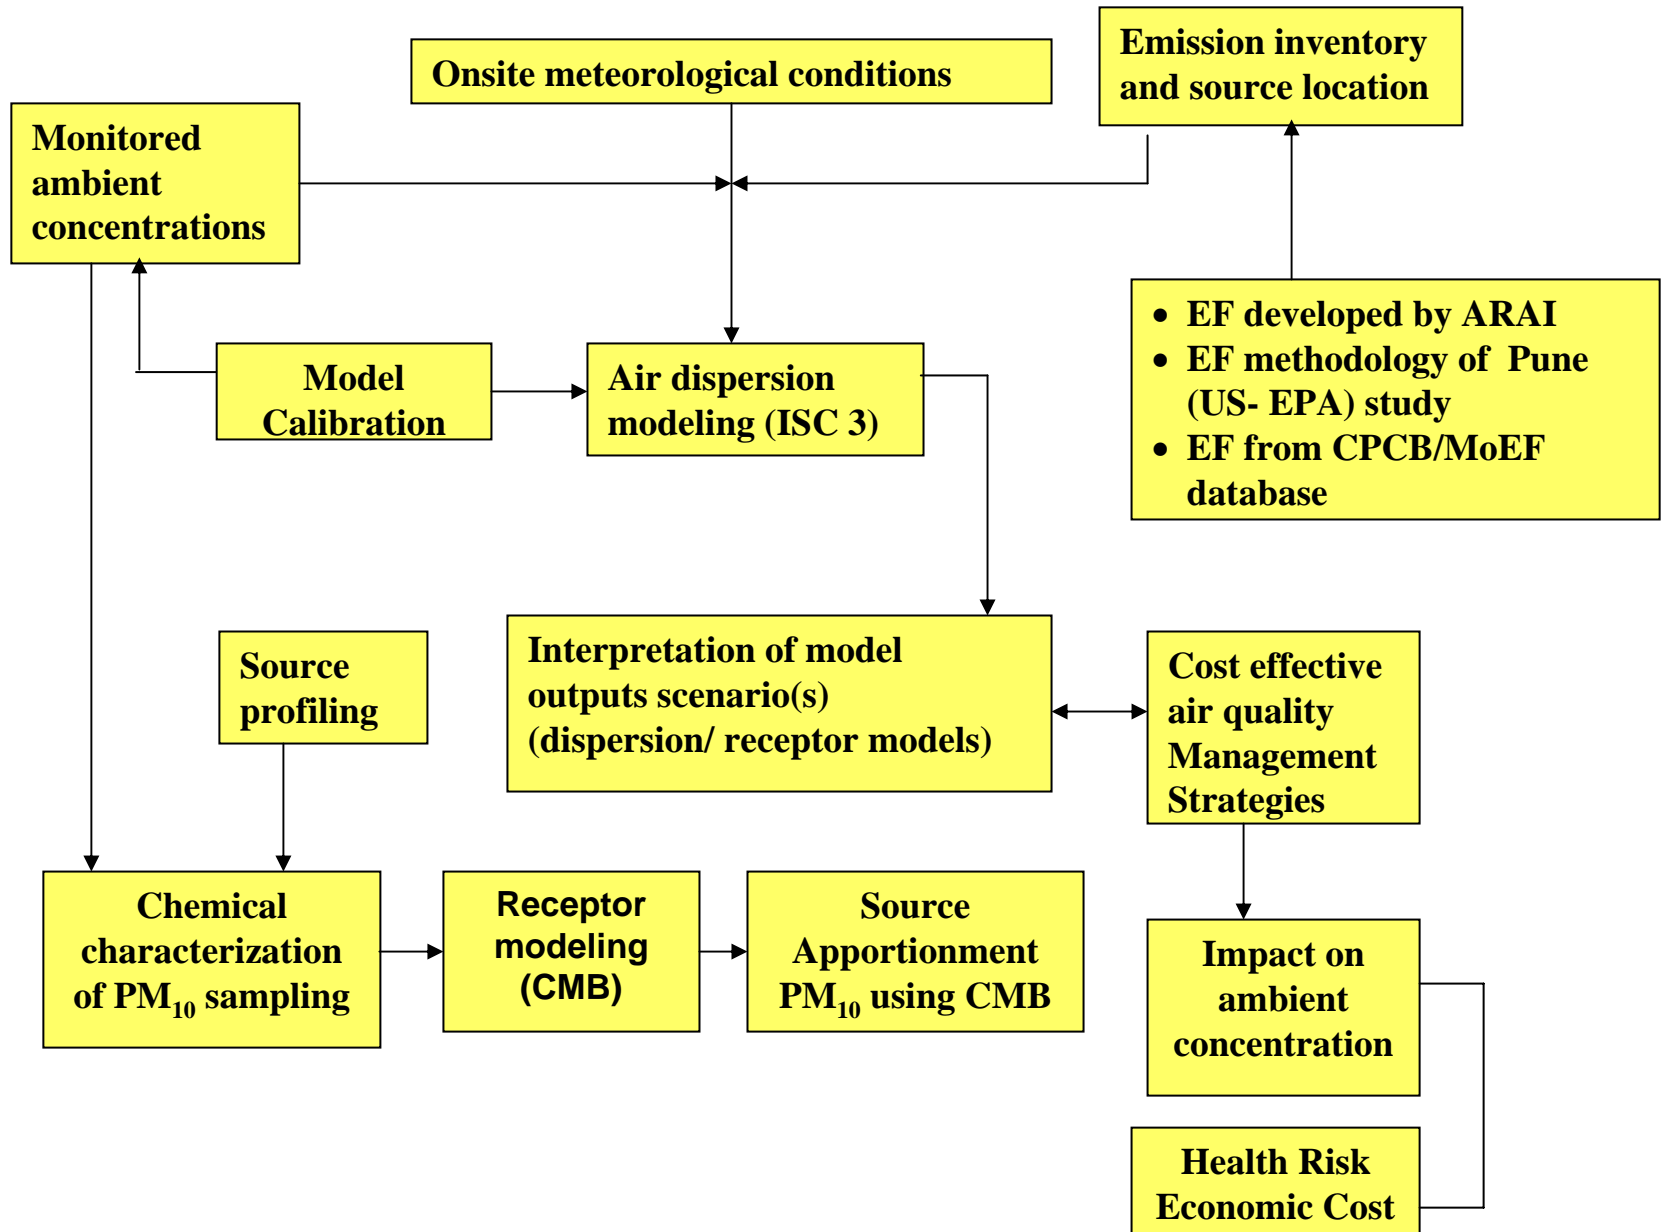 Onsite meteorological conditions
Emission inventory
and source location
Monitored
ambient
concentrations
• EF developed by ARAI
• EF methodology of Pune
(US- EPA) study
• EF from CPCB/MoEF
database
Model
Calibration
Air dispersion
modeling (ISC 3)
Source
profiling
Interpretation of model
outputs scenario(s)
(dispersion/ receptor models)
Cost effective
air quality
Management
Strategies
Chemical
characterization
of PM₁₀ sampling
Receptor
modeling
(CMB)
Source
Apportionment
PM₁₀ using CMB
Impact on
ambient
concentration
Health Risk
Economic Cost